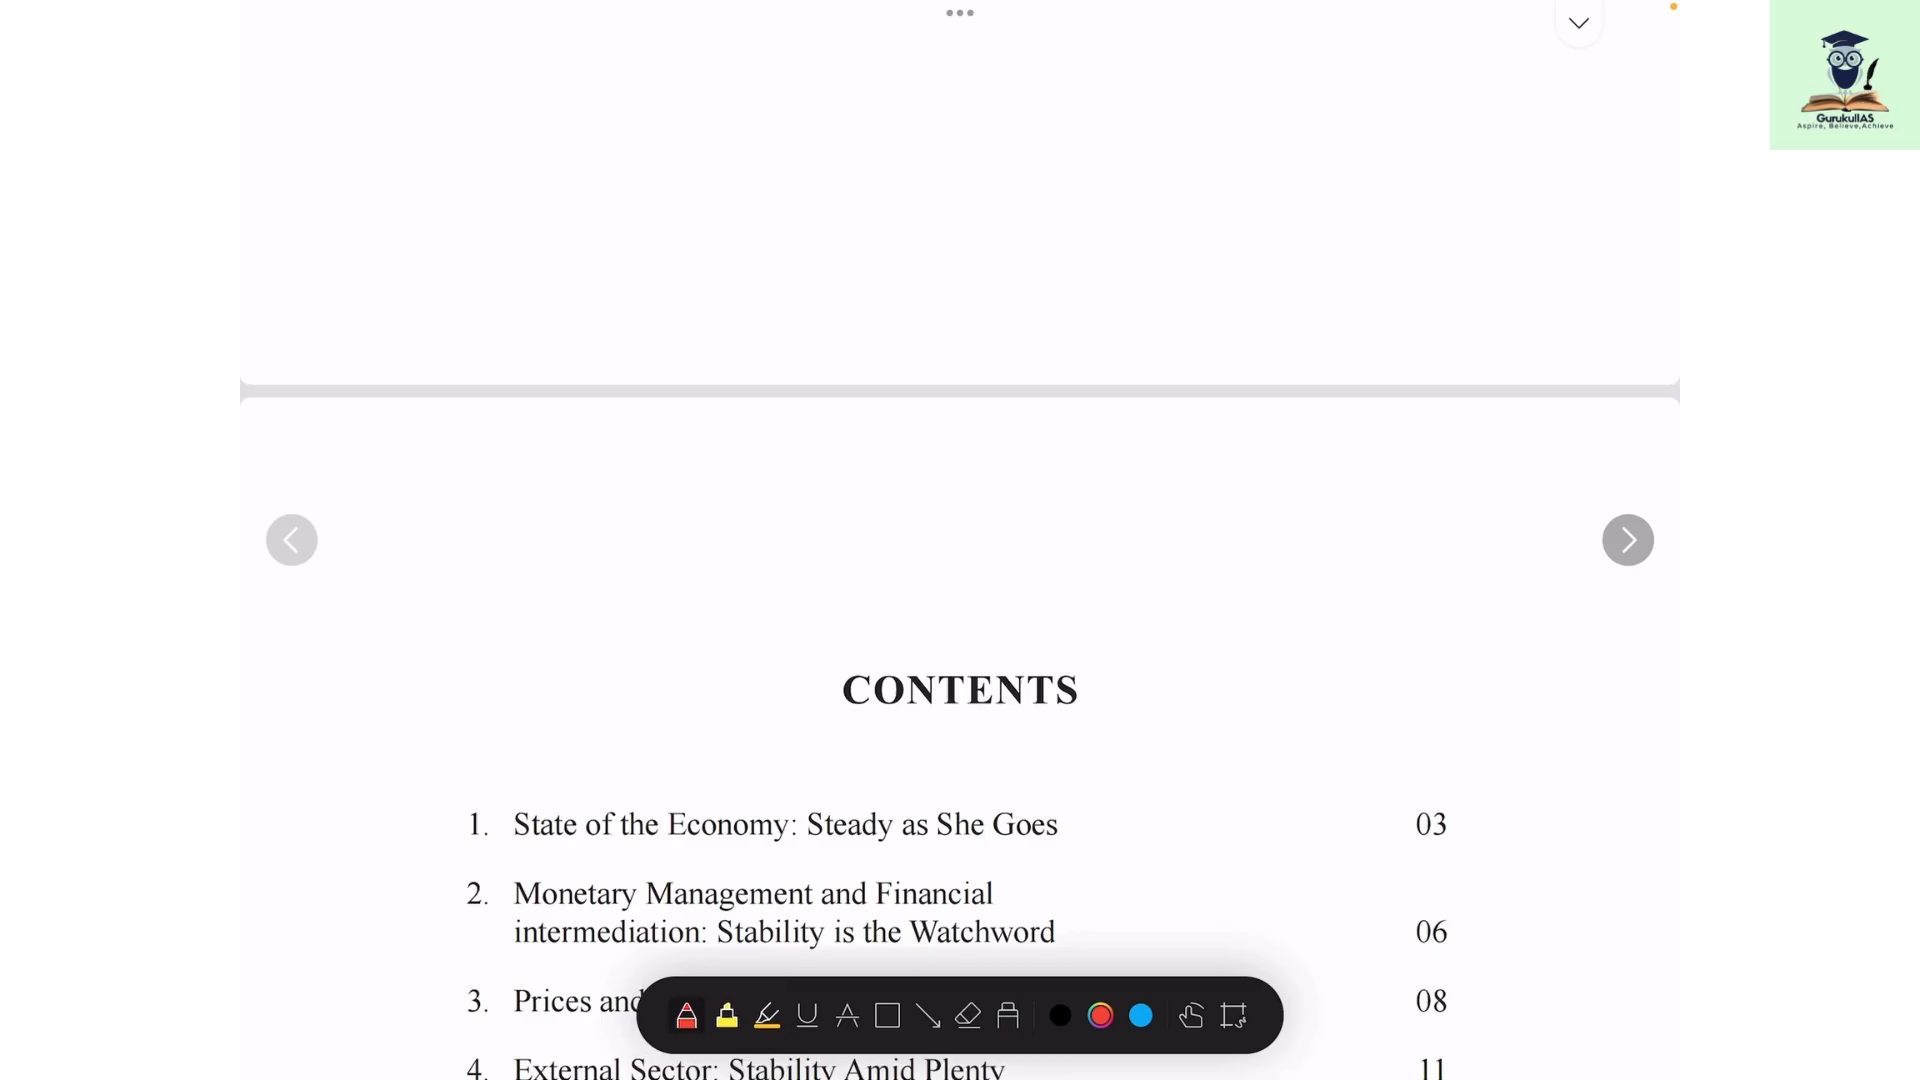 GurukulIAS
Aspire, Believe,Achieve
CONTENTS
1. State of the Economy: Steady as She Goes 03
2. Monetary Management and Financial
intermediation: Stability is the Watchword 06
3. Prices and 08
4. External Sector: Stability Amid Plenty 11